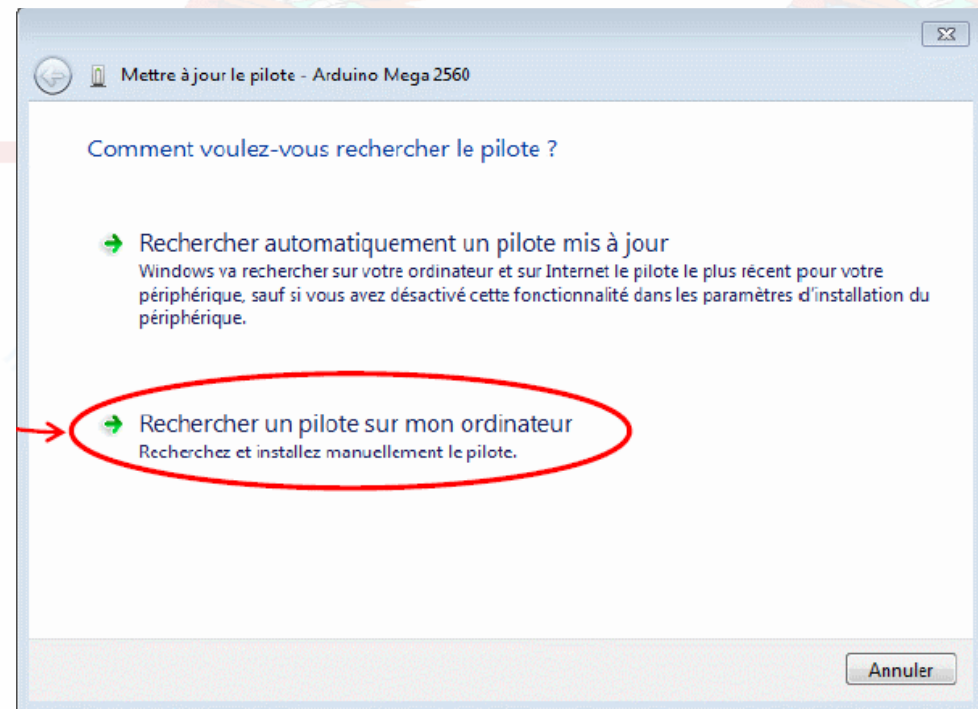 Mettre à jour le pilote - Arduino Mega 2560
Comment voulez-vous rechercher le pilote ?
Rechercher automatiquement un pilote mis à jour
Windows va rechercher sur votre ordinateur et sur Internet le pilote le plus récent pour votre
périphérique, sauf si vous avez désactivé cette fonctionnalité dans les paramètres d'installation du
périphérique.
Rechercher un pilote sur mon ordinateur
Recherchez et installez manuellement le pilote.
Annuler